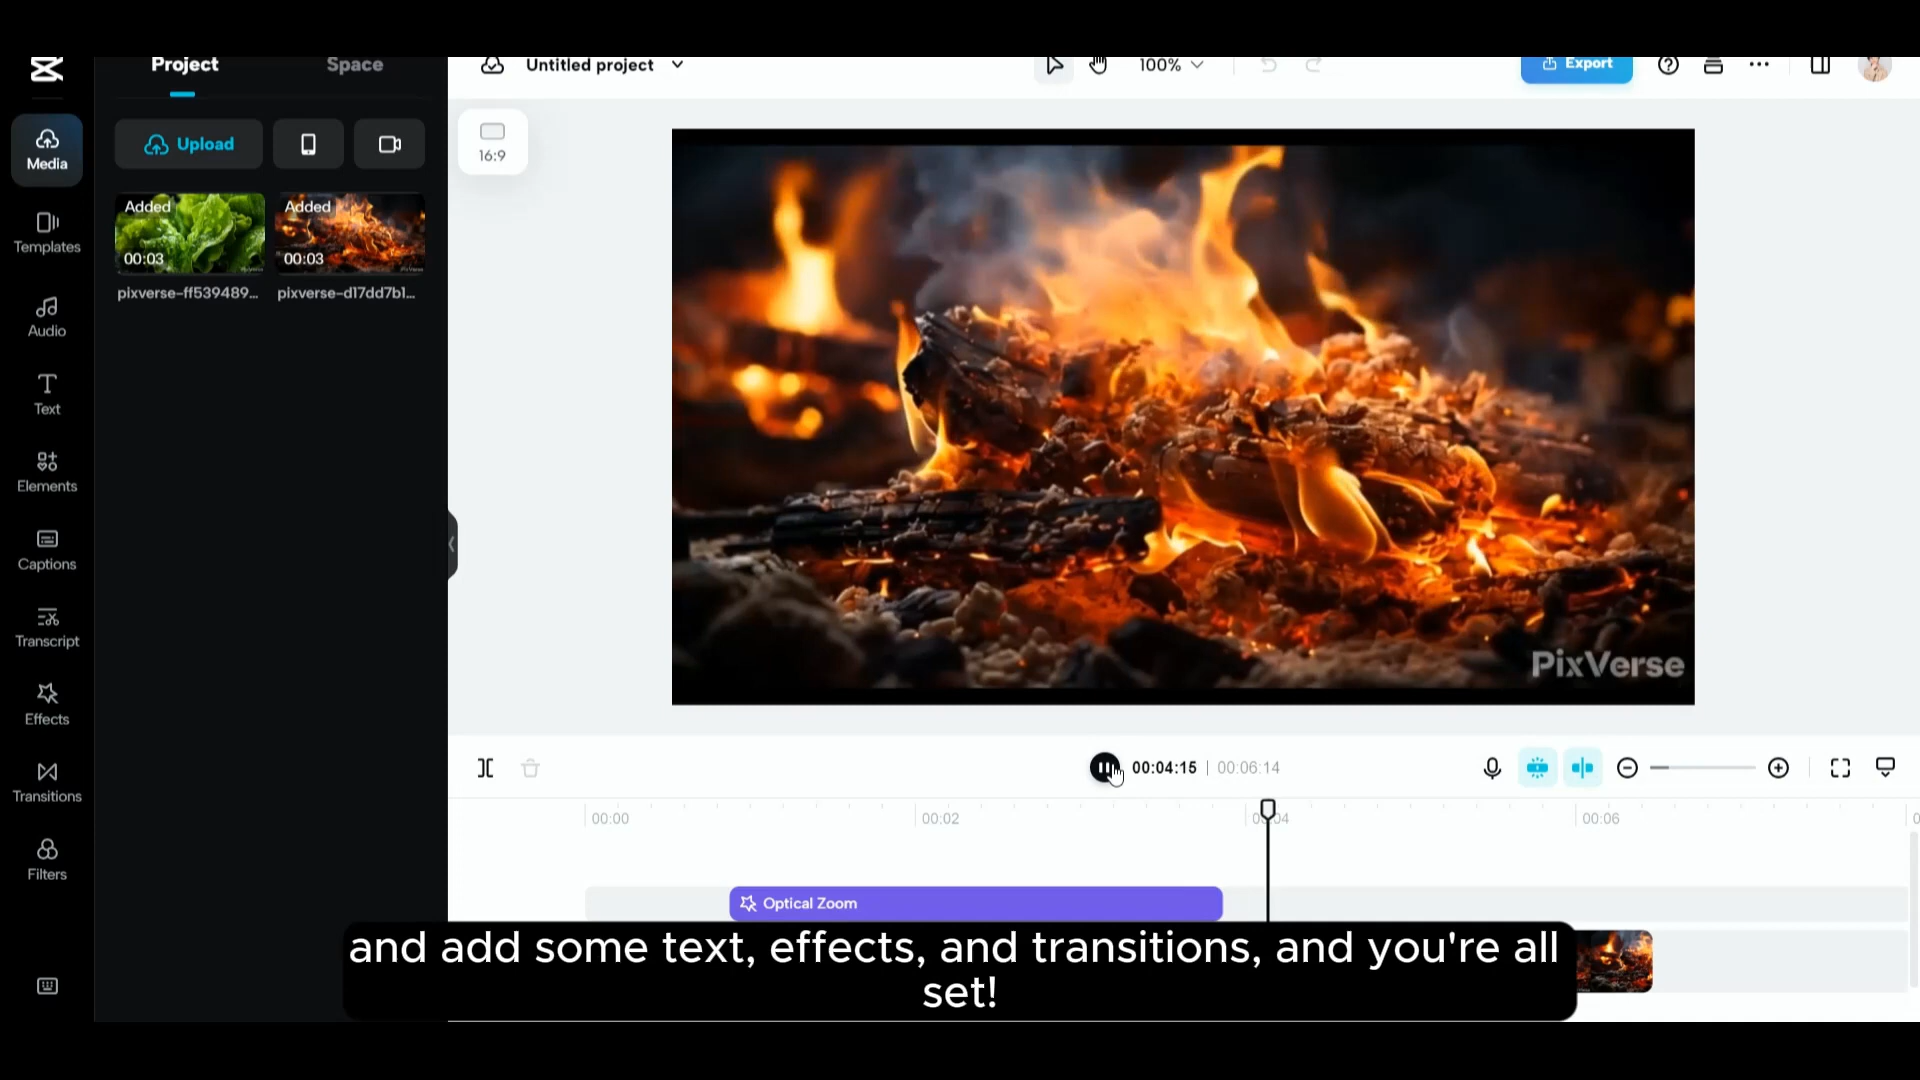 Project
Space
Untitled project
100%
Export
Media
Upload
16:9
Added
00:03
pixverse-ff539489...
Added
00:03
pixverse-d17dd7b1...
Templates
Audio
Text
Elements
Captions
Transcript
Effects
Transitions
Filters
PixVerse
00:04:15 | 00:06:14
00:00
00:02
00:04
00:06
Optical Zoom
and add some text, effects, and transitions, and you're all
set!